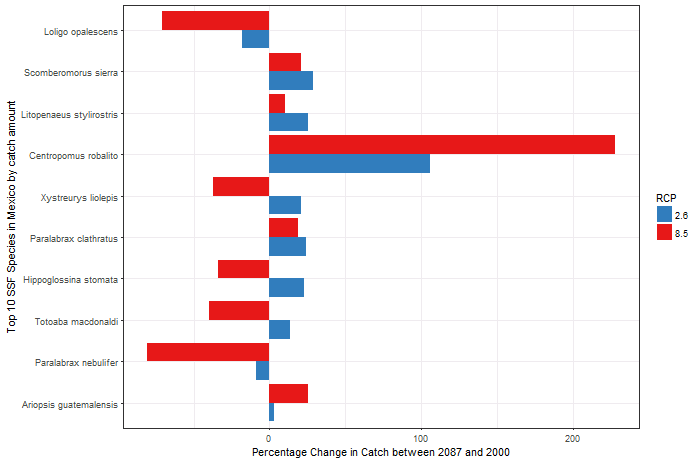 Top 10 SSF Species in Mexico by catch amount
Loligo opalescens
Scomberomorus sierra
Litopenaeus stylirostris
Centropomus robalito
Xystreurys liolepis
Paralabrax clathratus
Hippoglossina stomata
Totoaba macdonaldi
Paralabrax nebulifer
Ariopsis guatemalensis
0 100 200
Percentage Change in Catch between 2087 and 2000
RCP
2.6
8.5